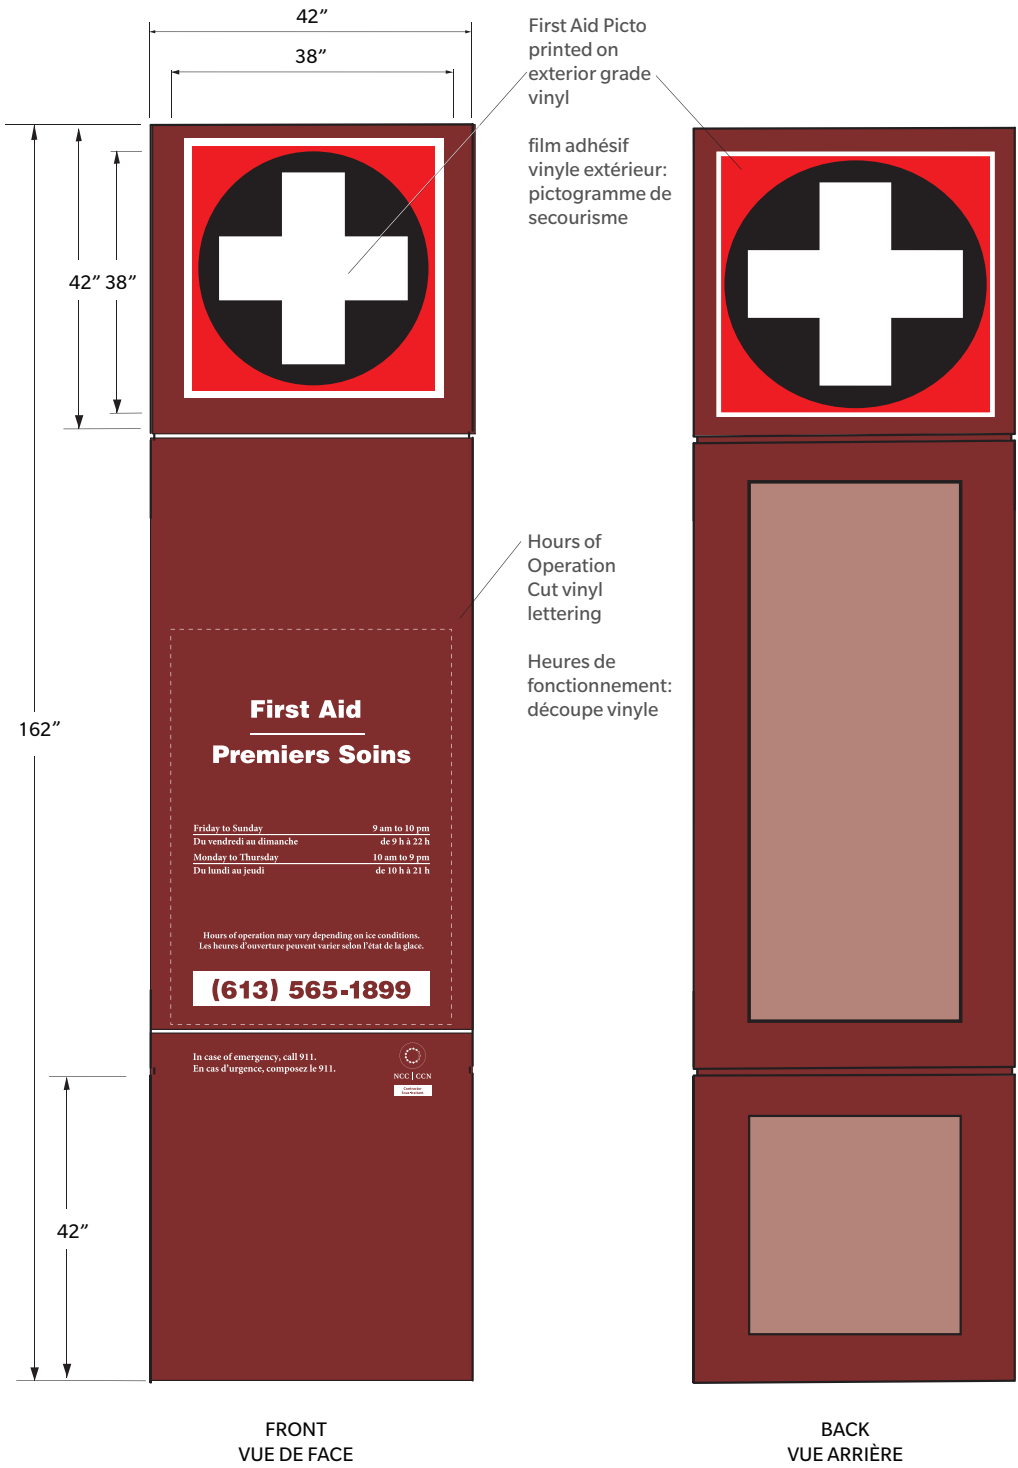 42”
38”
First Aid Picto
printed on
exterior grade
vinyl
film adhésif
vinyle extérieur:
pictogramme de
secourisme
42” 38”
Hours of
Operation
Cut vinyl
lettering
Heures de
fonctionnement:
découpe vinyle
162”
First Aid
Premiers Soins
Friday to Sunday 9 am to 10 pm
Du vendredi au dimanche de 9 h à 22 h
Monday to Thursday 10 am to 9 pm
Du lundi au jeudi de 10 h à 21 h
Hours of operation may vary depending on ice conditions.
Les heures d’ouverture peuvent varier selon l’état de la glace.
(613) 565-1899
In case of emergency, call 911.
En cas d’urgence, composez le 911.
NCC | CCN
Contractor
42”
FRONT
VUE DE FACE
BACK
VUE ARRIÈRE